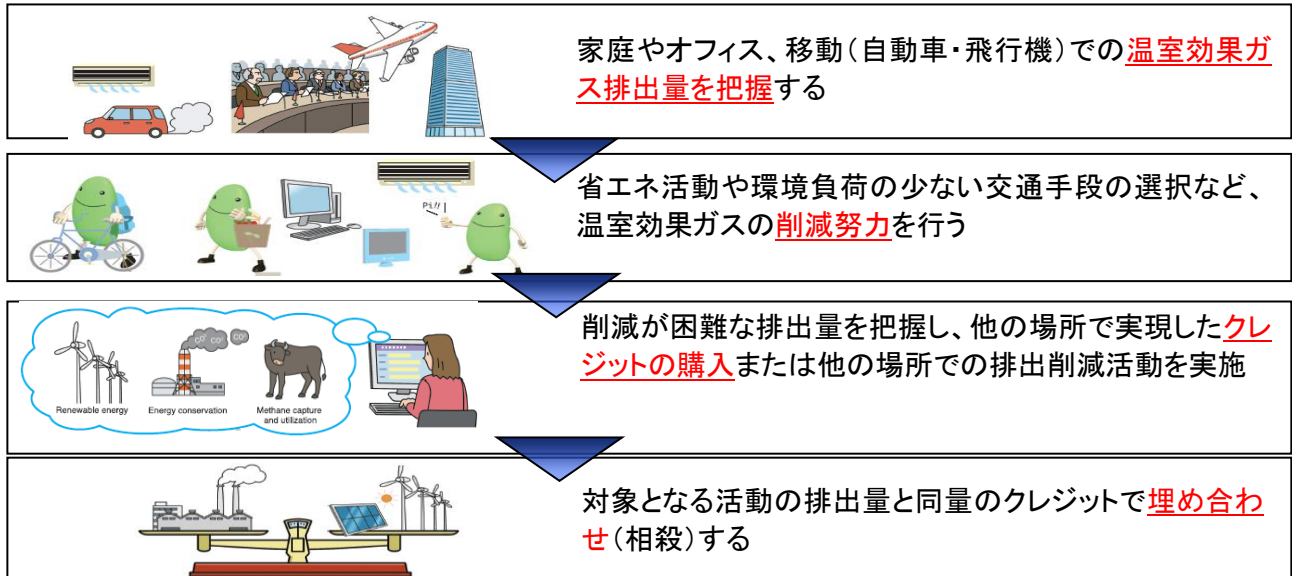 家庭やオフィス、移動（自動車・飛行機）での温室効果ガ
ス排出量を把握する
省エネ活動や環境負荷の少ない交通手段の選択など、
温室効果ガスの削減努力を行う
Pi!!
削減が困難な排出量を把握し、他の場所で実現したクレ
ジットの購入または他の場所での排出削減活動を実施
CO² CO² CO²
Renewable energy
Energy conservation
Methane capture
and utilization
対象となる活動の排出量と同量のクレジットで埋め合わ
せ（相殺）する